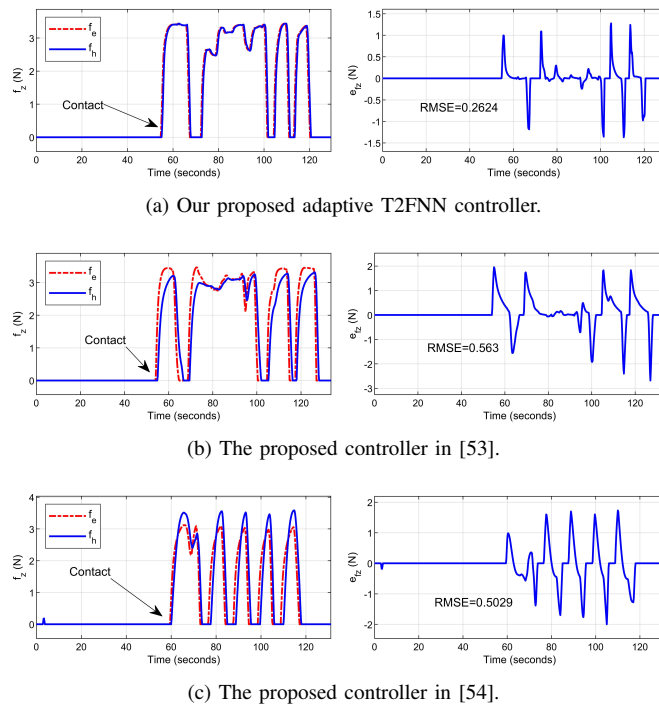 f_e
f_h
f_z (N)
3
2
1
0
Contact
0 20 40 60 80 100 120
Time (seconds)
e_fz (N)
1.5
1
0.5
0
-0.5
-1
-1.5
RMSE=0.2624
0 20 40 60 80 100 120
Time (seconds)
(a) Our proposed adaptive T2FNN controller.
f_e
f_h
f_z (N)
3
2
1
0
Contact
0 20 40 60 80 100 120
Time (seconds)
e_fz (N)
2
1
0
-1
-2
-3
RMSE=0.563
0 20 40 60 80 100 120
Time (seconds)
(b) The proposed controller in [53].
f_e
f_h
f_z (N)
4
3
2
1
0
Contact
0 20 40 60 80 100 120
Time (seconds)
e_fz (N)
2
1
0
-1
-2
RMSE=0.5029
0 20 40 60 80 100 120
Time (seconds)
(c) The proposed controller in [54].